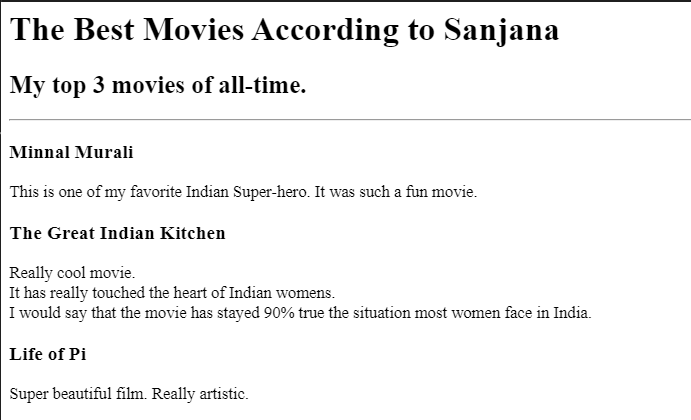 The Best Movies According to Sanjana
My top 3 movies of all-time.
Minnal Murali
This is one of my favorite Indian Super-hero. It was such a fun movie.
The Great Indian Kitchen
Really cool movie.
It has really touched the heart of Indian womens.
I would say that the movie has stayed 90% true the situation most women face in India.
Life of Pi
Super beautiful film. Really artistic.